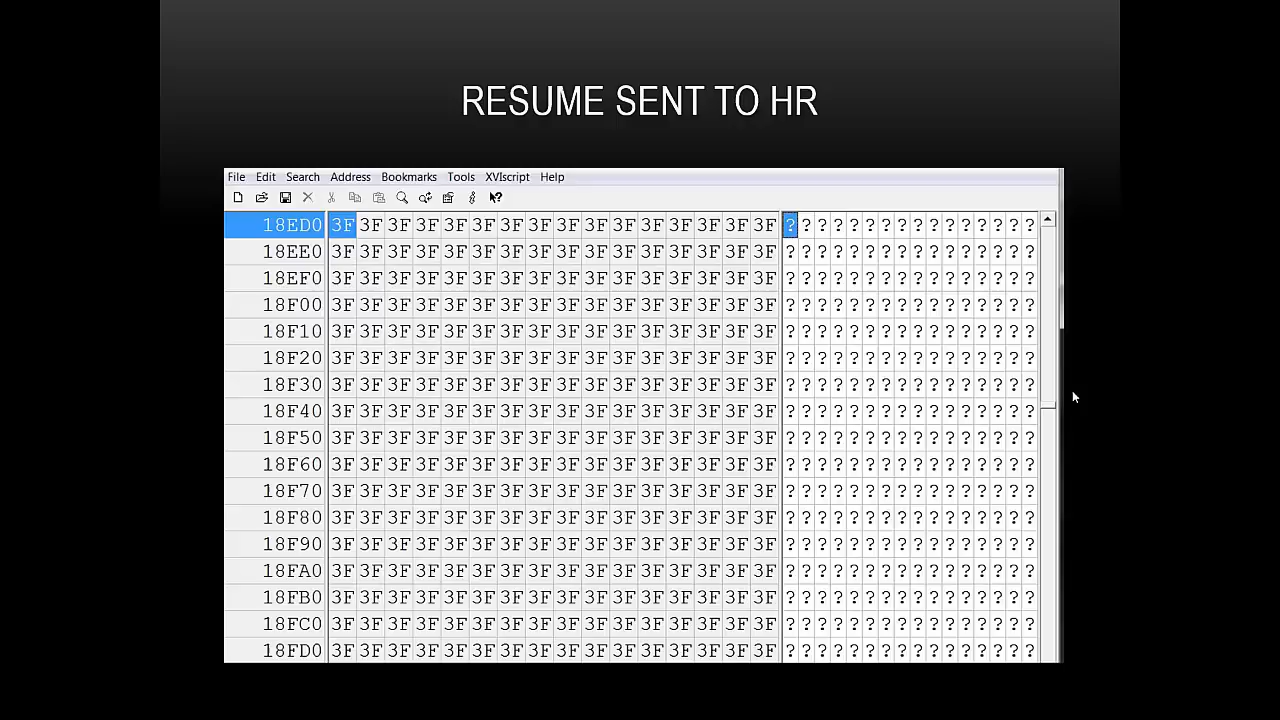 RESUME SENT TO HR
File Edit Search Address Bookmarks Tools XVIscript Help
18ED0 3F 3F 3F 3F 3F 3F 3F 3F 3F 3F 3F 3F 3F 3F 3F 3F ? ? ? ? ? ? ? ? ? ? ? ? ? ? ? ?
18EE0 3F 3F 3F 3F 3F 3F 3F 3F 3F 3F 3F 3F 3F 3F 3F 3F ? ? ? ? ? ? ? ? ? ? ? ? ? ? ? ?
18EF0 3F 3F 3F 3F 3F 3F 3F 3F 3F 3F 3F 3F 3F 3F 3F 3F ? ? ? ? ? ? ? ? ? ? ? ? ? ? ? ?
18F00 3F 3F 3F 3F 3F 3F 3F 3F 3F 3F 3F 3F 3F 3F 3F 3F ? ? ? ? ? ? ? ? ? ? ? ? ? ? ? ?
18F10 3F 3F 3F 3F 3F 3F 3F 3F 3F 3F 3F 3F 3F 3F 3F 3F ? ? ? ? ? ? ? ? ? ? ? ? ? ? ? ?
18F20 3F 3F 3F 3F 3F 3F 3F 3F 3F 3F 3F 3F 3F 3F 3F 3F ? ? ? ? ? ? ? ? ? ? ? ? ? ? ? ?
18F30 3F 3F 3F 3F 3F 3F 3F 3F 3F 3F 3F 3F 3F 3F 3F 3F ? ? ? ? ? ? ? ? ? ? ? ? ? ? ? ?
18F40 3F 3F 3F 3F 3F 3F 3F 3F 3F 3F 3F 3F 3F 3F 3F 3F ? ? ? ? ? ? ? ? ? ? ? ? ? ? ? ?
18F50 3F 3F 3F 3F 3F 3F 3F 3F 3F 3F 3F 3F 3F 3F 3F 3F ? ? ? ? ? ? ? ? ? ? ? ? ? ? ? ?
18F60 3F 3F 3F 3F 3F 3F 3F 3F 3F 3F 3F 3F 3F 3F 3F 3F ? ? ? ? ? ? ? ? ? ? ? ? ? ? ? ?
18F70 3F 3F 3F 3F 3F 3F 3F 3F 3F 3F 3F 3F 3F 3F 3F 3F ? ? ? ? ? ? ? ? ? ? ? ? ? ? ? ?
18F80 3F 3F 3F 3F 3F 3F 3F 3F 3F 3F 3F 3F 3F 3F 3F 3F ? ? ? ? ? ? ? ? ? ? ? ? ? ? ? ?
18F90 3F 3F 3F 3F 3F 3F 3F 3F 3F 3F 3F 3F 3F 3F 3F 3F ? ? ? ? ? ? ? ? ? ? ? ? ? ? ? ?
18FA0 3F 3F 3F 3F 3F 3F 3F 3F 3F 3F 3F 3F 3F 3F 3F 3F ? ? ? ? ? ? ? ? ? ? ? ? ? ? ? ?
18FB0 3F 3F 3F 3F 3F 3F 3F 3F 3F 3F 3F 3F 3F 3F 3F 3F ? ? ? ? ? ? ? ? ? ? ? ? ? ? ? ?
18FC0 3F 3F 3F 3F 3F 3F 3F 3F 3F 3F 3F 3F 3F 3F 3F 3F ? ? ? ? ? ? ? ? ? ? ? ? ? ? ? ?
18FD0 3F 3F 3F 3F 3F 3F 3F 3F 3F 3F 3F 3F 3F 3F 3F 3F ? ? ? ? ? ? ? ? ? ? ? ? ? ? ? ?